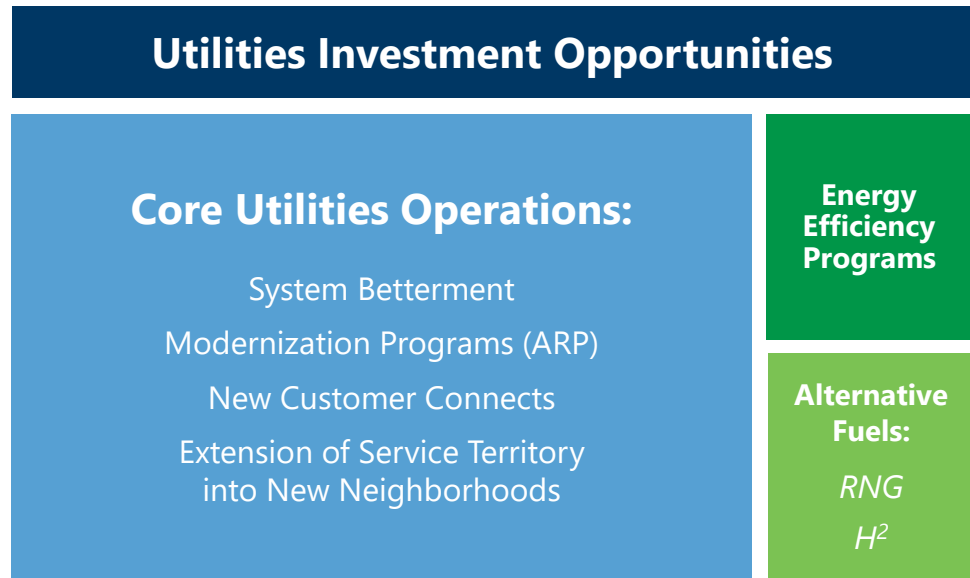 Utilities Investment Opportunities
Core Utilities Operations:
System Betterment
Modernization Programs (ARP)
New Customer Connects
Extension of Service Territory
into New Neighborhoods
Energy
Efficiency
Programs
Alternative
Fuels:
RNG
H²